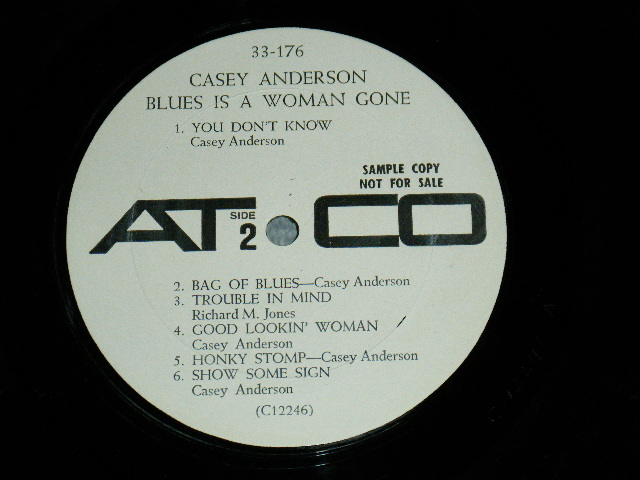 33-176
CASEY ANDERSON
BLUES IS A WOMAN GONE
1. YOU DON'T KNOW
Casey Anderson
SAMPLE COPY
NOT FOR SALE
ATCO
SIDE
2
2. BAG OF BLUES—Casey Anderson
3. TROUBLE IN MIND
Richard M. Jones
4. GOOD LOOKIN' WOMAN
Casey Anderson
5. HONKY STOMP—Casey Anderson
6. SHOW SOME SIGN
Casey Anderson
(C12246)